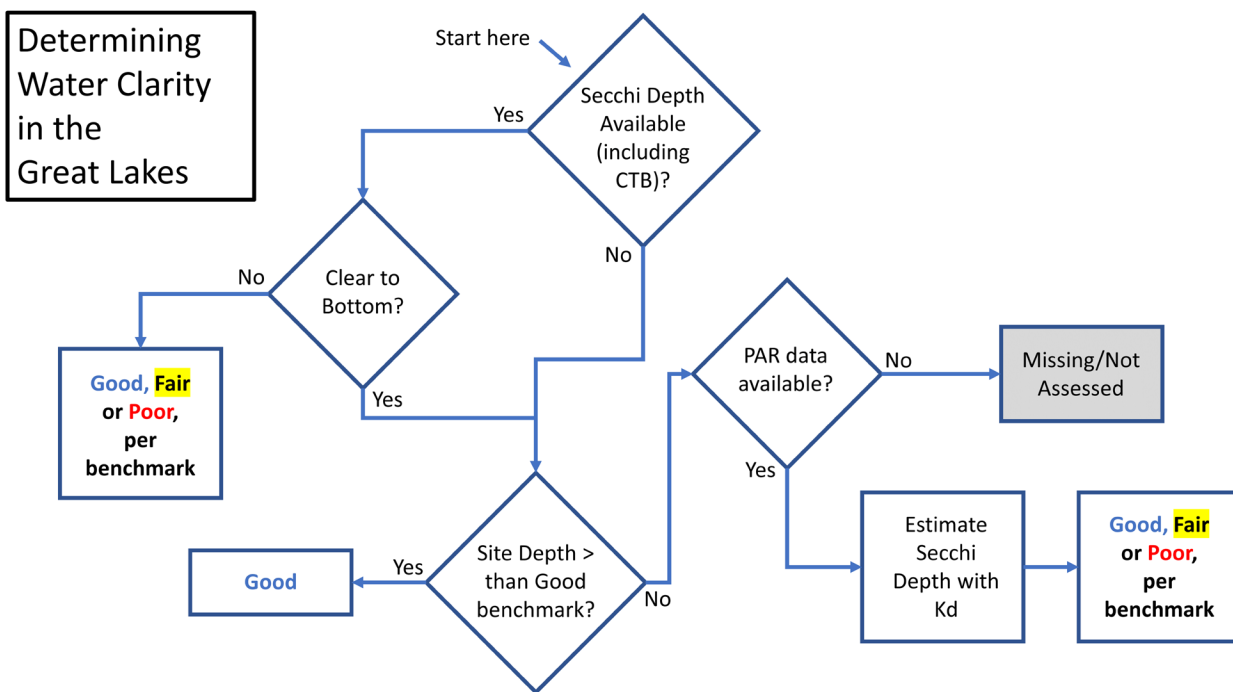 Determining
Water Clarity
in the
Great Lakes
Start here
Secchi Depth
Available
(including
CTB)?
Yes
No
Clear to
Bottom?
No
Yes
Good, Fair
or Poor,
per
benchmark
Site Depth >
than Good
benchmark?
Yes
No
Good
PAR data
available?
No
Yes
Missing/Not
Assessed
Estimate
Secchi
Depth with
Kd
Good, Fair
or Poor,
per
benchmark